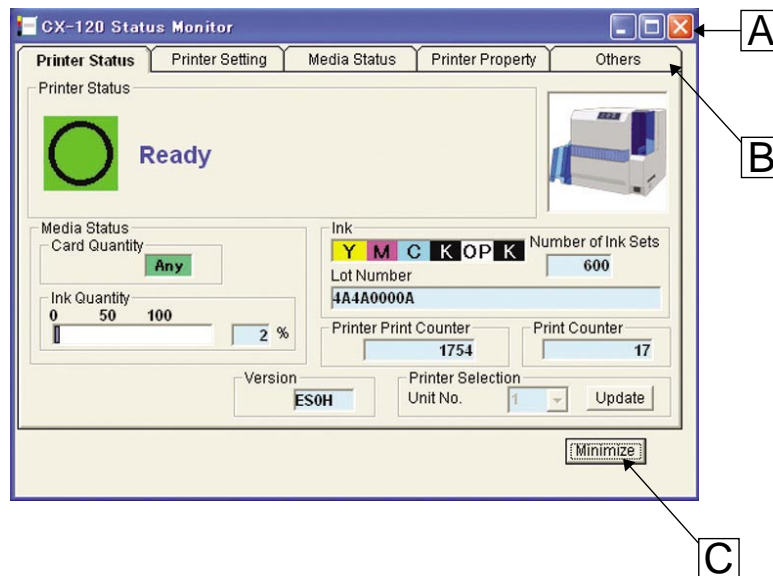 CX-120 Status Monitor
A
Printer Status Printer Setting Media Status Printer Property Others
B
Printer Status
Ready
Media Status
Card Quantity
Any
Ink Quantity
0 50 100
2 %
Ink
Y M C K OP K
Number of Ink Sets
600
Lot Number
4A4A0000A
Printer Print Counter
1754
Print Counter
17
Version
ES0H
Printer Selection
Unit No. 1 Update
Minimize
C